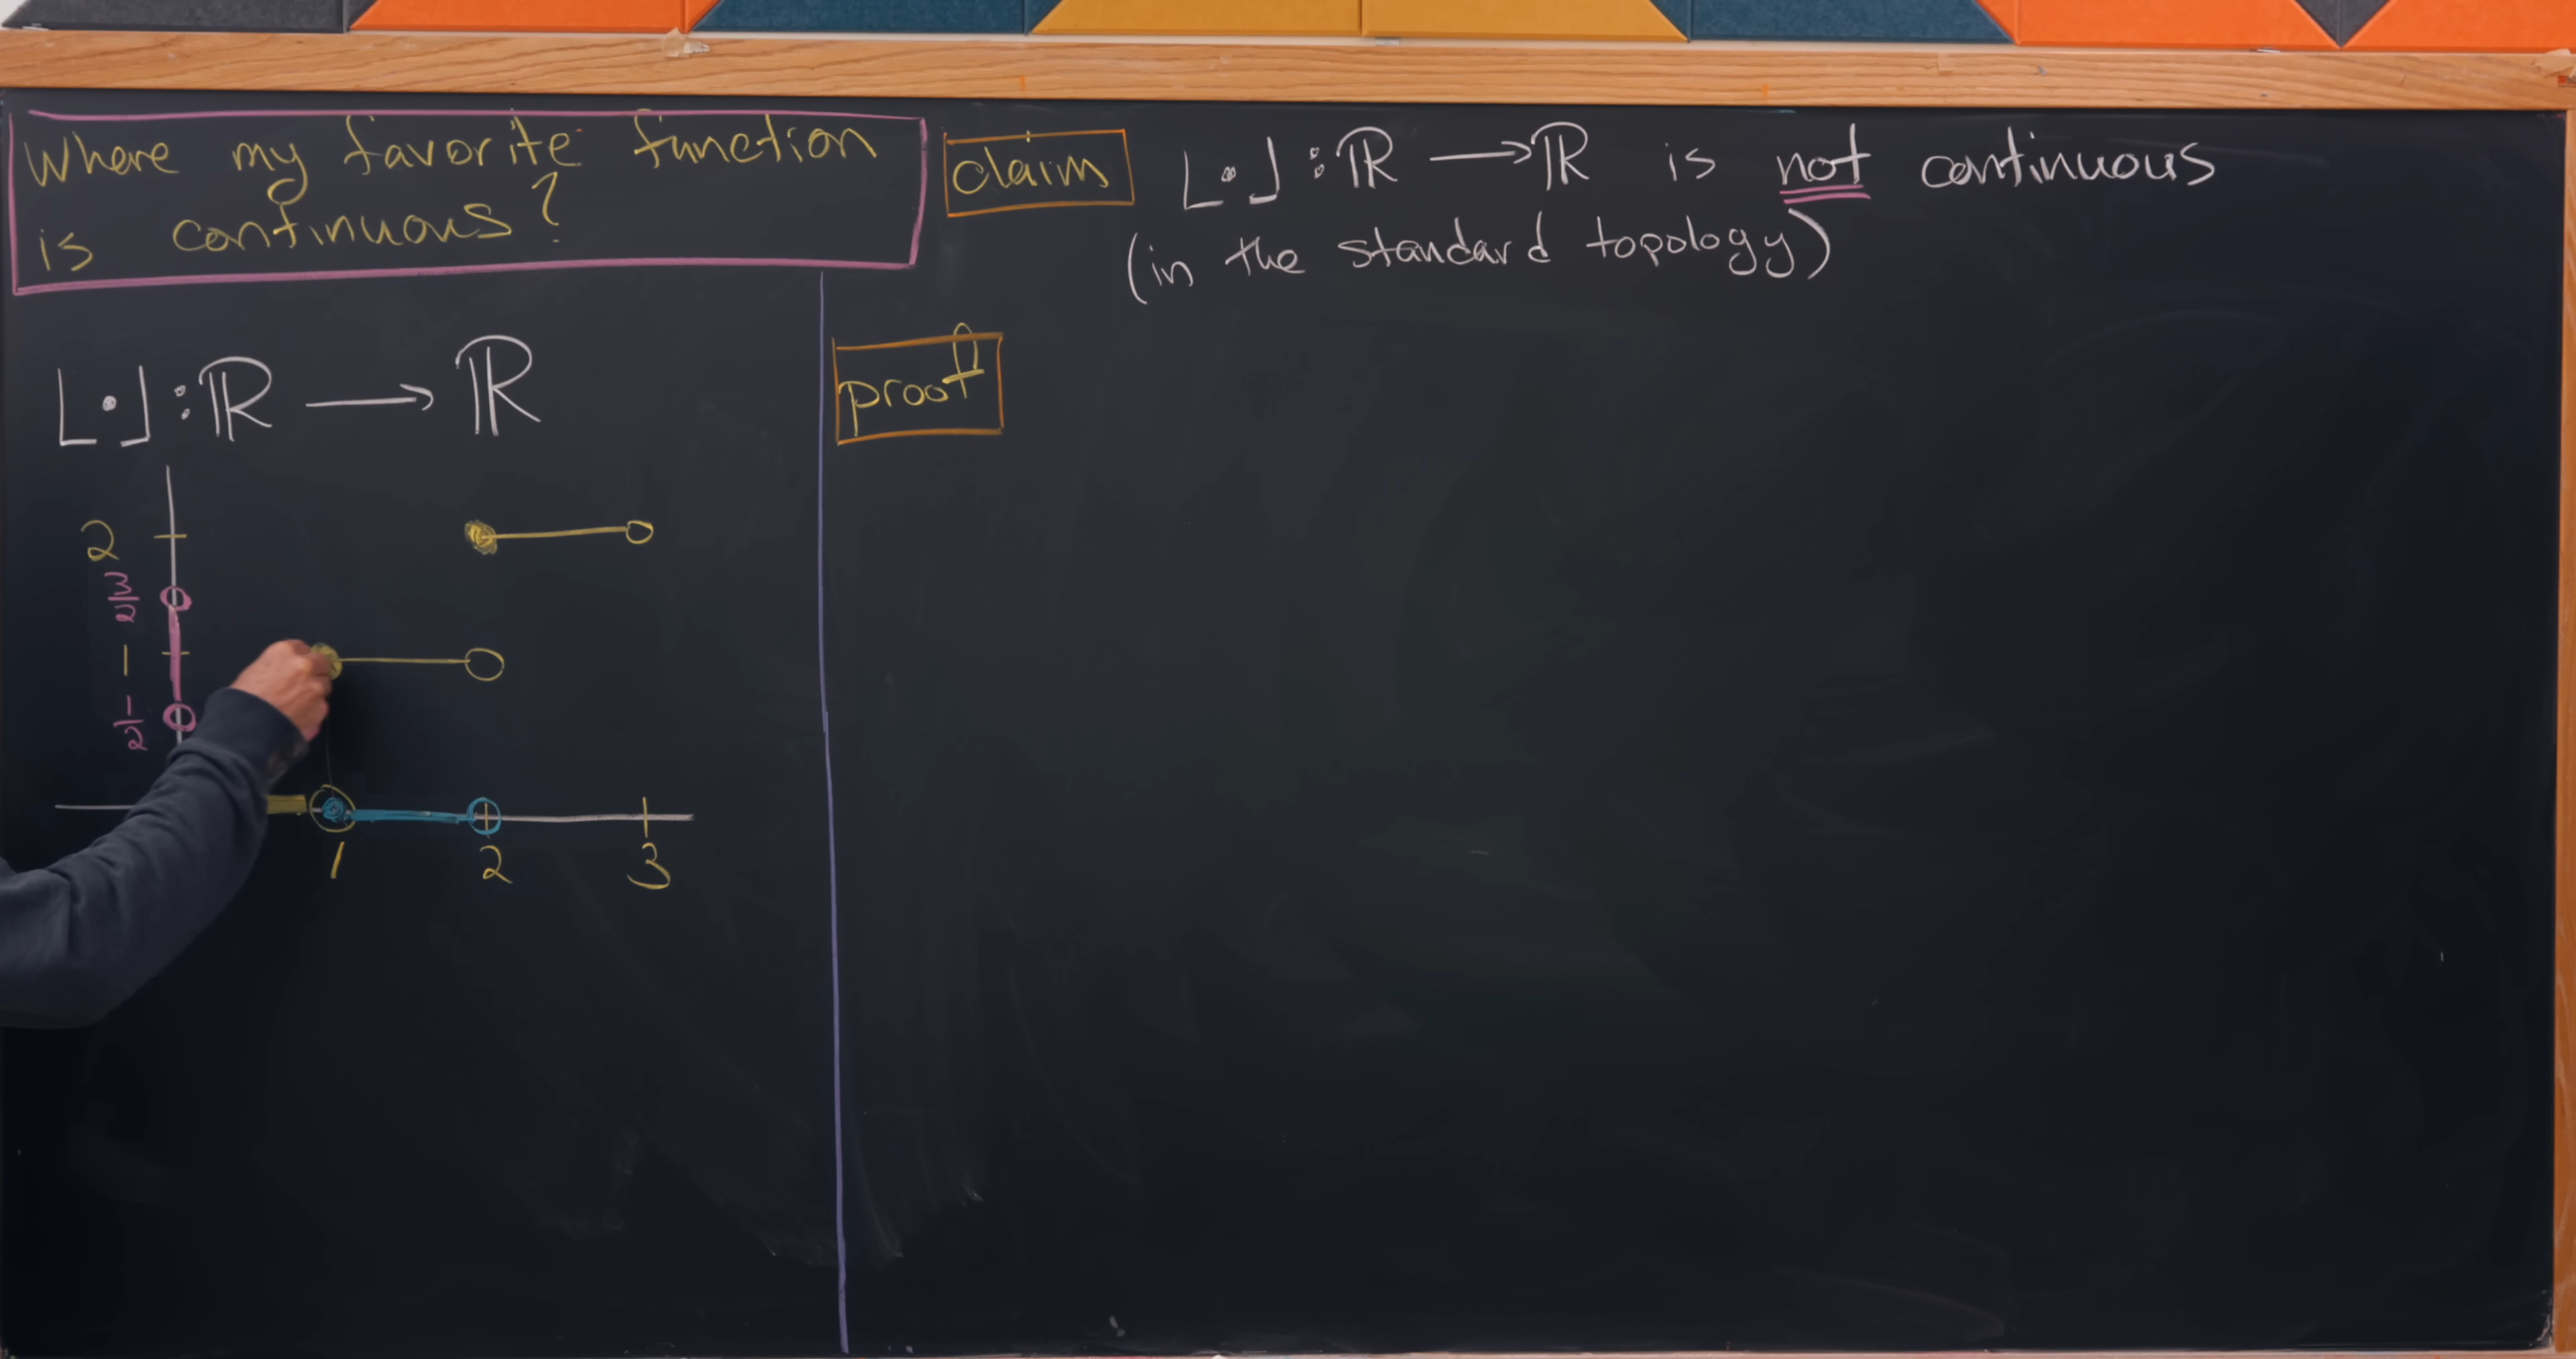 Where my favorite function
is continuous?
claim ⌊•⌋ : ℝ → ℝ is not continuous
(in the standard topology)
⌊•⌋ : ℝ → ℝ
proof
2
3/2
1
1/2
1 2 3